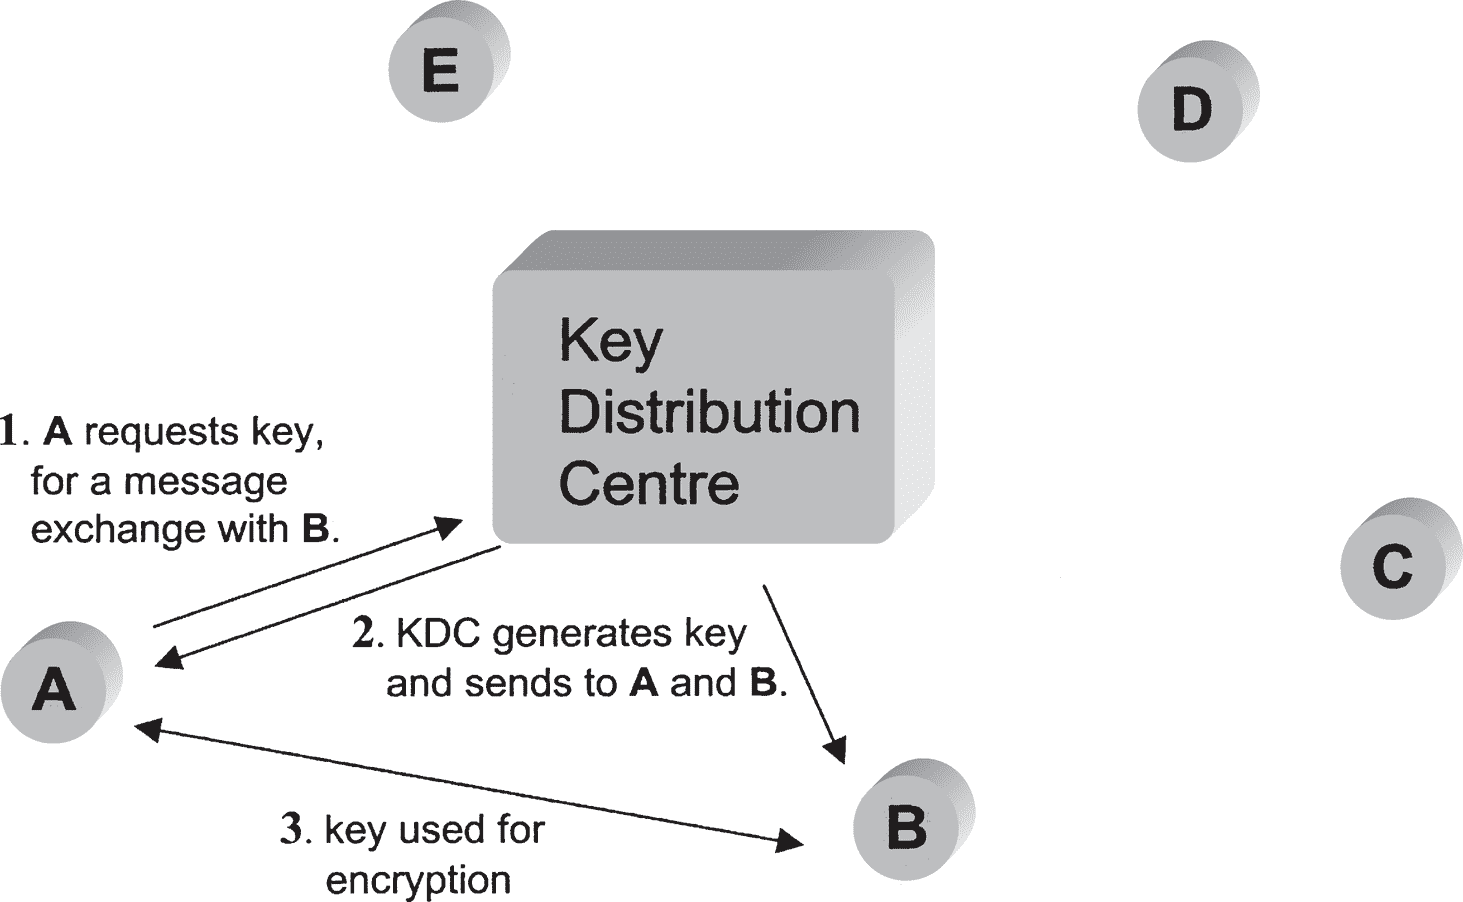 E
D
Key
Distribution
Centre
1. A requests key,
for a message
exchange with B.
C
2. KDC generates key
and sends to A and B.
A
B
3. key used for
encryption